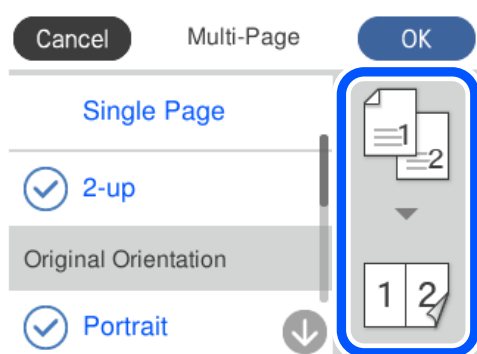 Cancel Multi-Page OK
Single Page
2-up
Original Orientation
Portrait
1
2
1 2